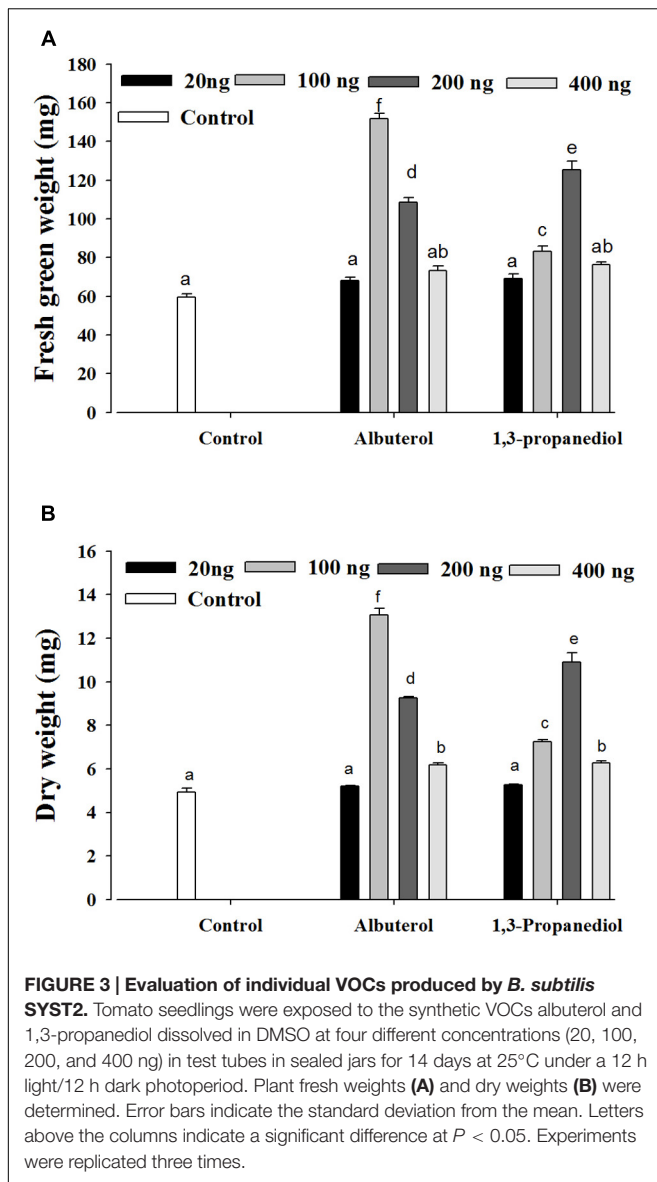 A
180
160
140
120
100
80
60
40
20
0
Fresh green weight (mg)
20ng 100 ng 200 ng 400 ng
Control
a
a
f
d
ab
a
c
e
ab
Control Albuterol 1,3-propanediol
B
16
14
12
10
8
6
4
2
0
Dry weight (mg)
20ng 100 ng 200 ng 400 ng
Control
a
a
f
d
b
a
c
e
b
Control Albuterol 1,3-Propanediol
FIGURE 3 | Evaluation of individual VOCs produced by B. subtilis
SYST2. Tomato seedlings were exposed to the synthetic VOCs albuterol and
1,3-propanediol dissolved in DMSO at four different concentrations (20, 100,
200, and 400 ng) in test tubes in sealed jars for 14 days at 25°C under a 12 h
light/12 h dark photoperiod. Plant fresh weights (A) and dry weights (B) were
determined. Error bars indicate the standard deviation from the mean. Letters
above the columns indicate a significant difference at P < 0.05. Experiments
were replicated three times.